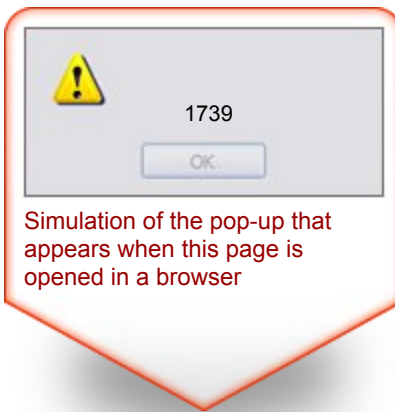 1739
OK
Simulation of the pop-up that
appears when this page is
opened in a browser